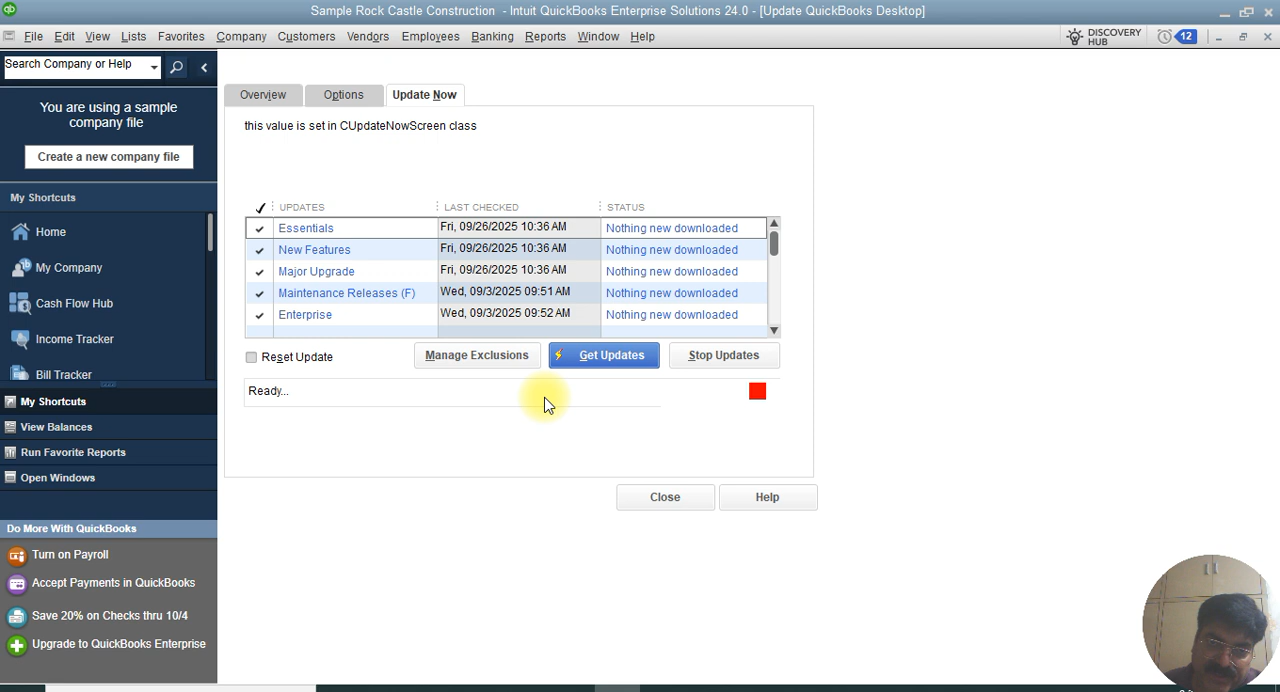 Sample Rock Castle Construction - Intuit QuickBooks Enterprise Solutions 24.0 - [Update QuickBooks Desktop]
File Edit View Lists Favorites Company Customers Vendors Employees Banking Reports Window Help
DISCOVERY HUB
12
Search Company or Help
You are using a sample
company file
Create a new company file
My Shortcuts
Home
My Company
Cash Flow Hub
Income Tracker
Bill Tracker
My Shortcuts
View Balances
Run Favorite Reports
Open Windows
Do More With QuickBooks
Turn on Payroll
Accept Payments in QuickBooks
Save 20% on Checks thru 10/4
Upgrade to QuickBooks Enterprise
Overview Options Update Now
this value is set in CUpdateNowScreen class
UPDATES LAST CHECKED STATUS
Essentials Fri, 09/26/2025 10:36 AM Nothing new downloaded
New Features Fri, 09/26/2025 10:36 AM Nothing new downloaded
Major Upgrade Fri, 09/26/2025 10:36 AM Nothing new downloaded
Maintenance Releases (F) Wed, 09/3/2025 09:51 AM Nothing new downloaded
Enterprise Wed, 09/3/2025 09:52 AM Nothing new downloaded
Reset Update Manage Exclusions Get Updates Stop Updates
Ready...
Close Help